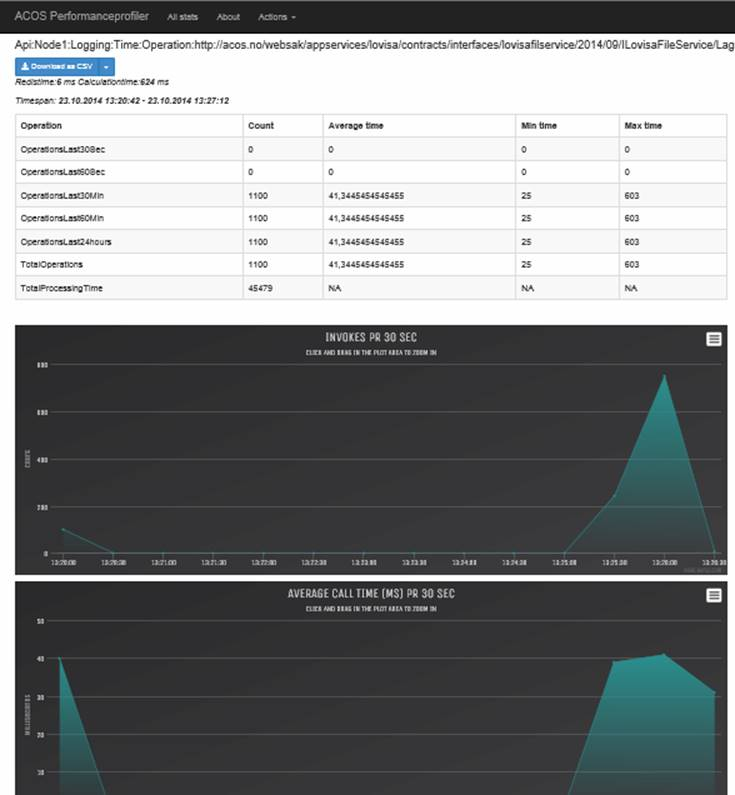 ACOS Performanceprofiler All stats About Actions
Api:Node1:Logging:Time:Operation:http://acos.no/websak/appservices/lovisa/contracts/interfaces/lovisafilservice/2014/09/ILovisaFileService/Lag
Download as CSV
Redistime:6 ms Calculationtime:624 ms
Timespan: 23.10.2014 13:20:42 - 23.10.2014 13:27:12
Operation Count Average time Min time Max time
OperationsLast30Sec 0 0 0 0
OperationsLast60Sec 0 0 0 0
OperationsLast30Min 1100 41,3445454545455 25 603
OperationsLast60Min 1100 41,3445454545455 25 603
OperationsLast24hours 1100 41,3445454545455 25 603
TotalOperations 1100 41,3445454545455 25 603
TotalProcessingTime 45479 NA NA NA
INVOKES PR 30 SEC
CLICK AND DRAG IN THE PLOT AREA TO ZOOM IN
800
600
400
200
0
13:20:00 13:20:30 13:21:00 13:21:30 13:22:00 13:22:30 13:23:00 13:23:30 13:24:00 13:24:30 13:25:00 13:25:30 13:26:00 13:26:30
AVERAGE CALL TIME (MS) PR 30 SEC
CLICK AND DRAG IN THE PLOT AREA TO ZOOM IN
50
40
30
20
10
MILLISECONDS